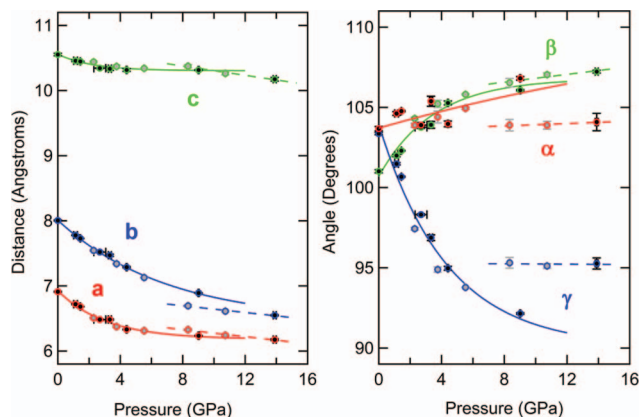 Distance (Angstroms)
11
10
9
8
7
6
c
b
a
0
4
8
12
16
Pressure (GPa)
Angle (Degrees)
110
105
100
95
90
β
α
γ
0
4
8
12
16
Pressure (GPa)